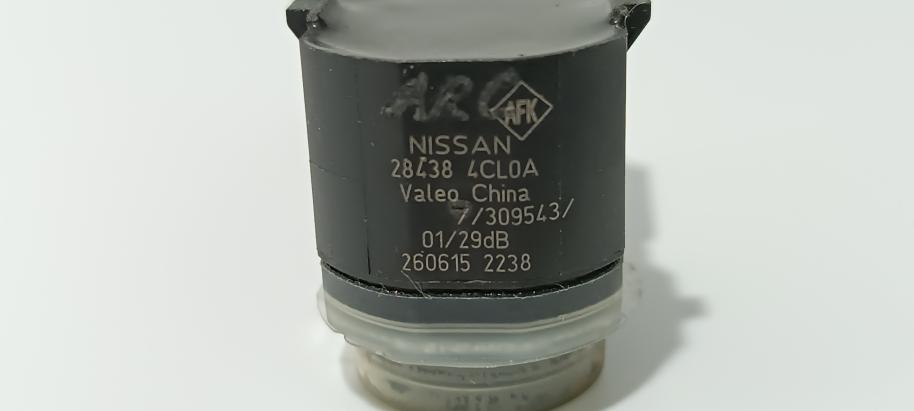 ARC
AFK
NISSAN
28438 4CL0A
Valeo China
7/309543/
01/29dB
260615 2238